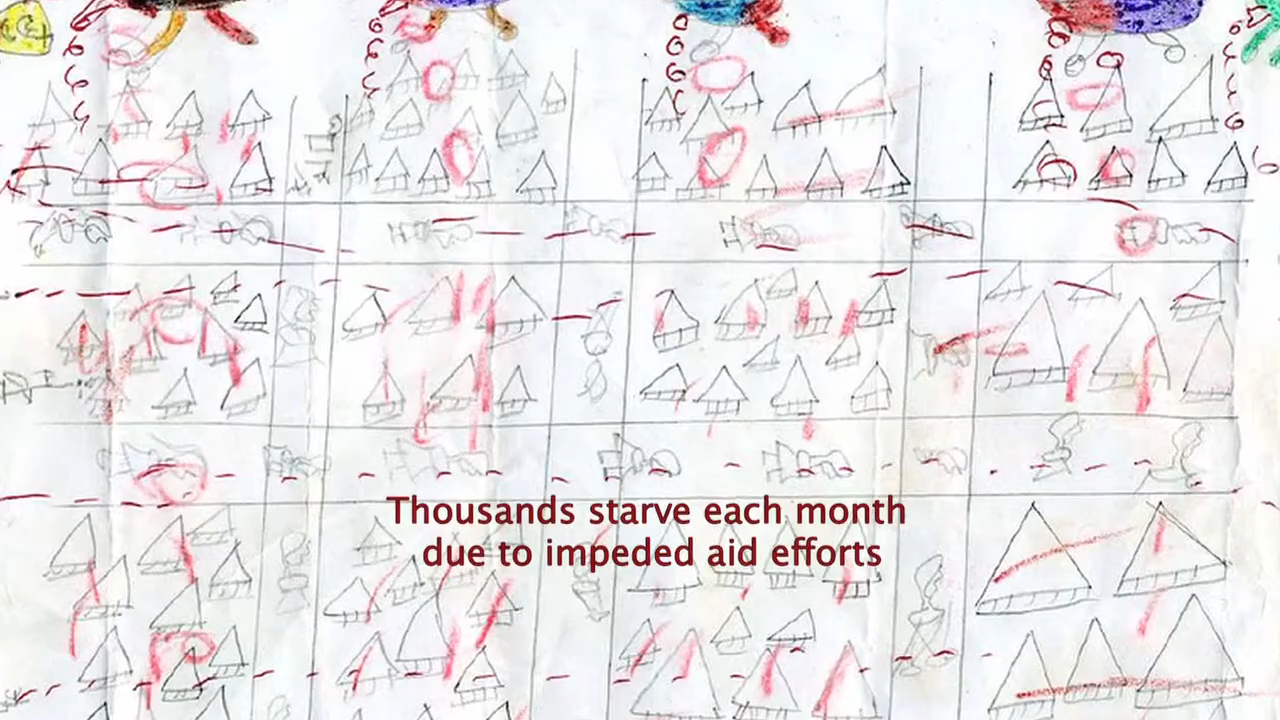 Thousands starve each month
due to impeded aid efforts